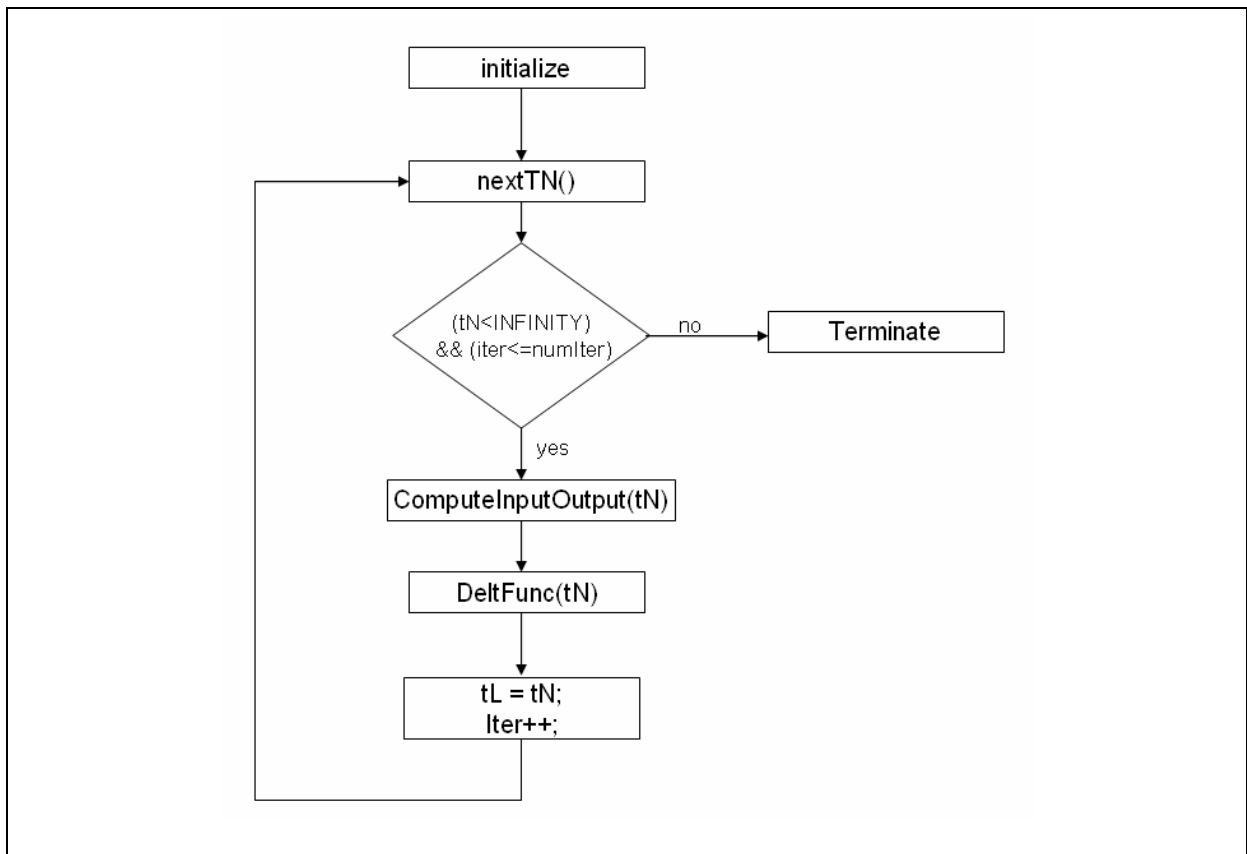 initialize
nextTN()
(tN<INFINITY)
&& (iter<=numIter)
no
Terminate
yes
ComputeInputOutput(tN)
DeltFunc(tN)
tL = tN;
Iter++;